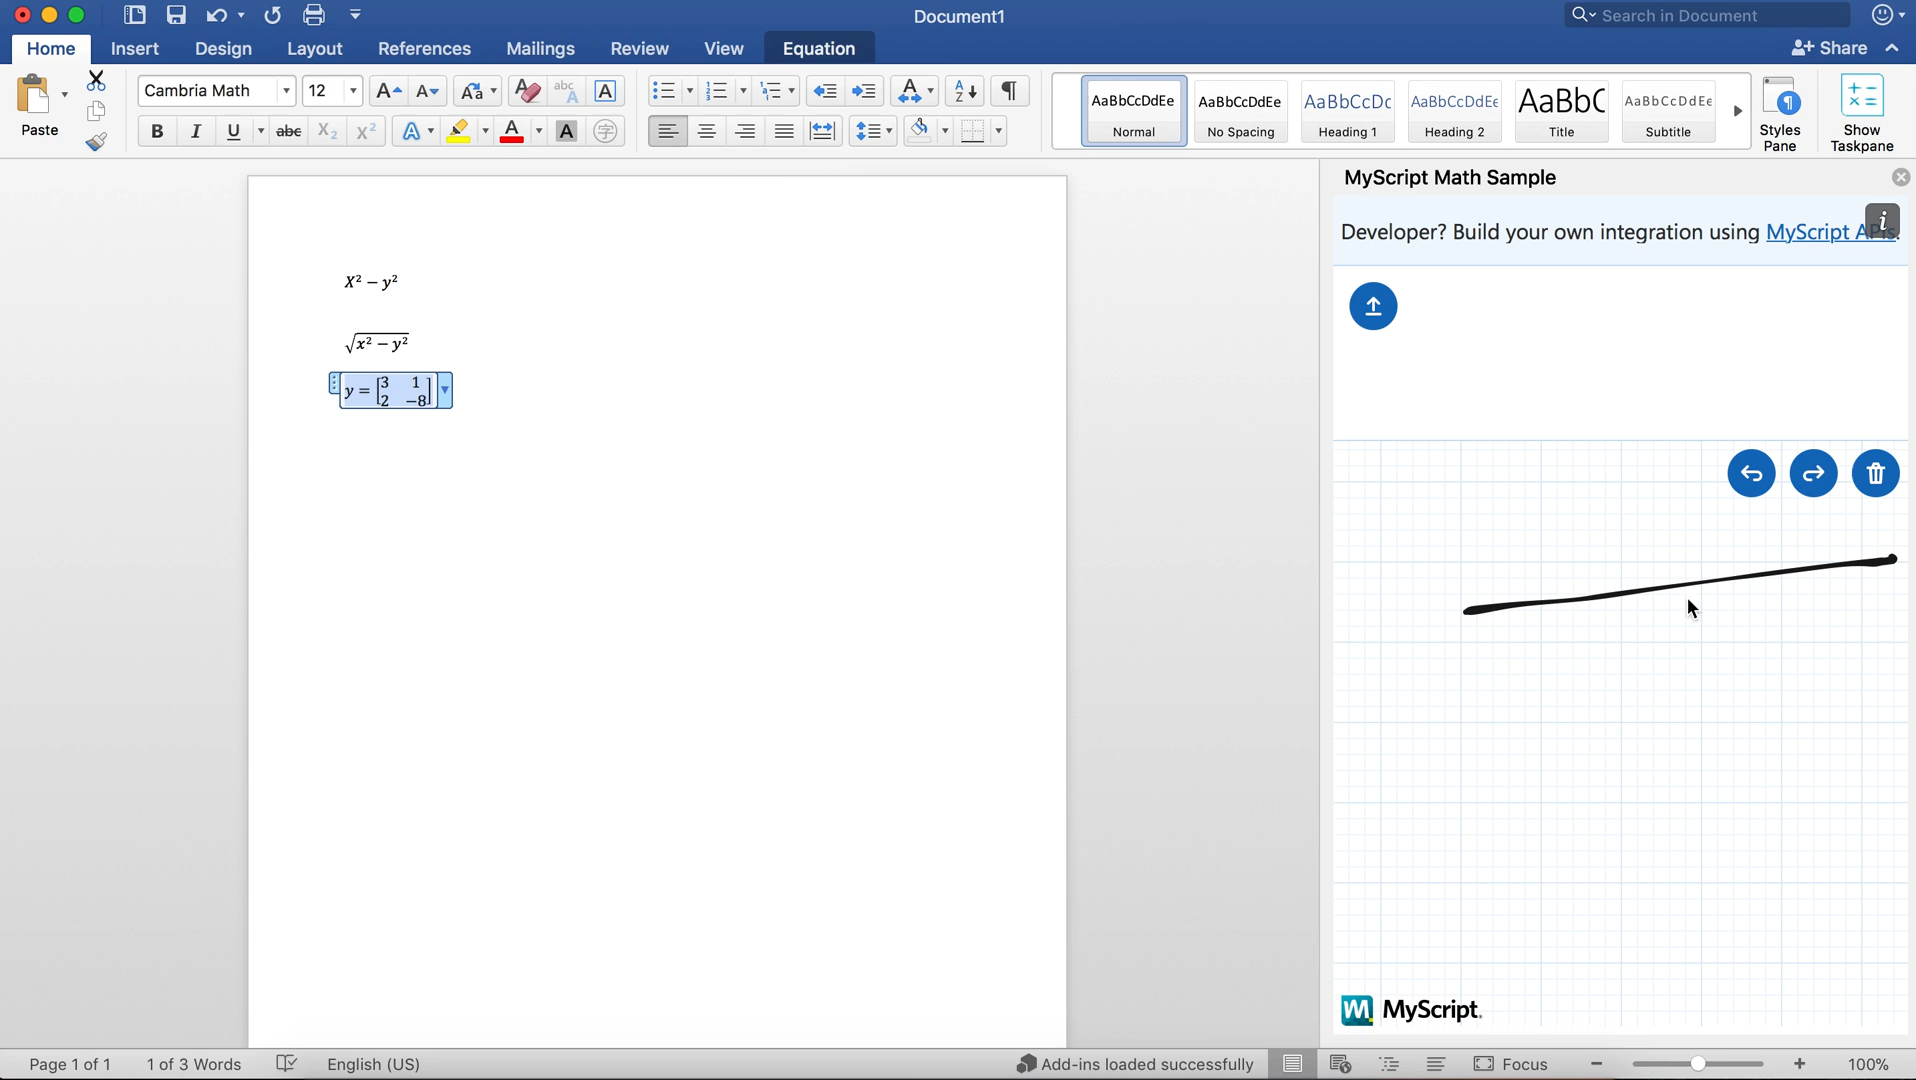 Document1
Search in Document
Home Insert Design Layout References Mailings Review View Equation
Share
Paste
Cambria Math 12
B I U abc X₂ X²
AaBbCcDdEe AaBbCcDdEe AaBbCcDc AaBbCcDdEe AaBbC AaBbCcDdEe
Normal No Spacing Heading 1 Heading 2 Title Subtitle
Styles Pane
Show Taskpane
MyScript Math Sample
Developer? Build your own integration using MyScript APIs.
X² − y²
√x² − y²
y = [3 1
2 −8]
MyScript.
Page 1 of 1 1 of 3 Words English (US) Add-ins loaded successfully Focus 100%